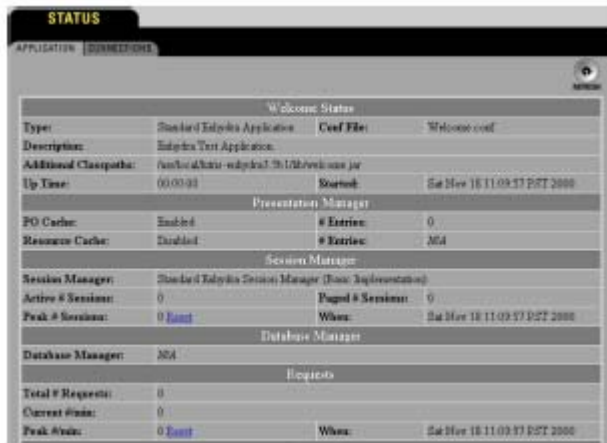 STATUS
APPLICATION CONNECTIONS
REFRESH
Welcome Status
Type: Standard Enhydra Application Conf File: Welcome.conf
Description: Enhydra Test Application.
Additional Classpaths:
Up Time: 00:00:00 Started: Sat Nov 18 11:09:57 PST 2000
Presentation Manager
PO Cache: Enabled # Entries: 0
Resource Cache: Disabled # Entries: N/A
Session Manager
Session Manager: Standard Enhydra Session Manager (Basic Implementation)
Active # Sessions: 0 Paged # Sessions: 0
Peak # Sessions: 0 Reset When: Sat Nov 18 11:09:57 PST 2000
Database Manager
Database Manager: N/A
Requests
Total # Requests: 0
Current #/min: 0
Peak #/min: 0 Reset When: Sat Nov 18 11:09:57 PST 2000